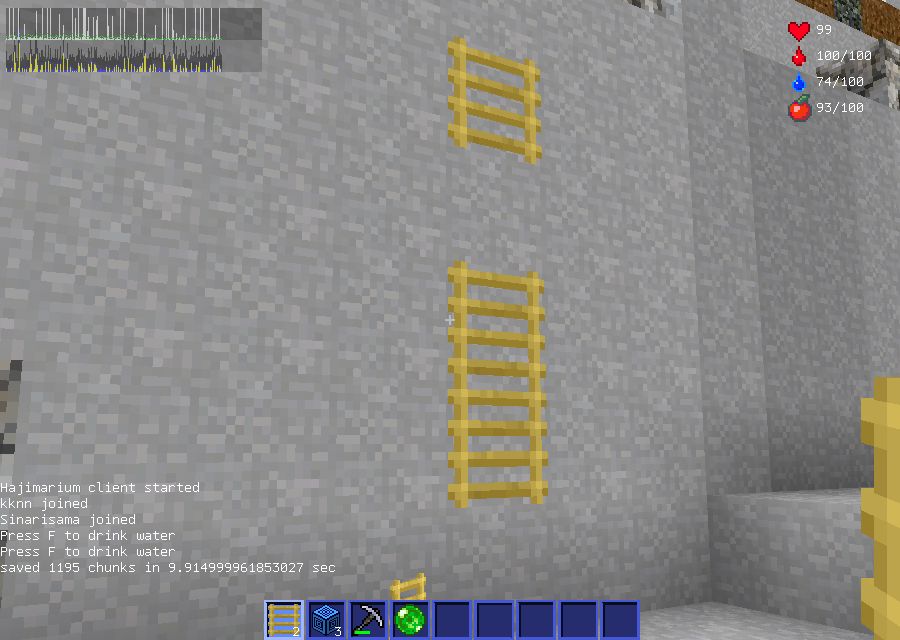 99
100/100
74/100
93/100
Hajimarium client started
kknn joined
Sinarisama joined
Press F to drink water
Press F to drink water
saved 1195 chunks in 9.914999961853027 sec
2
3